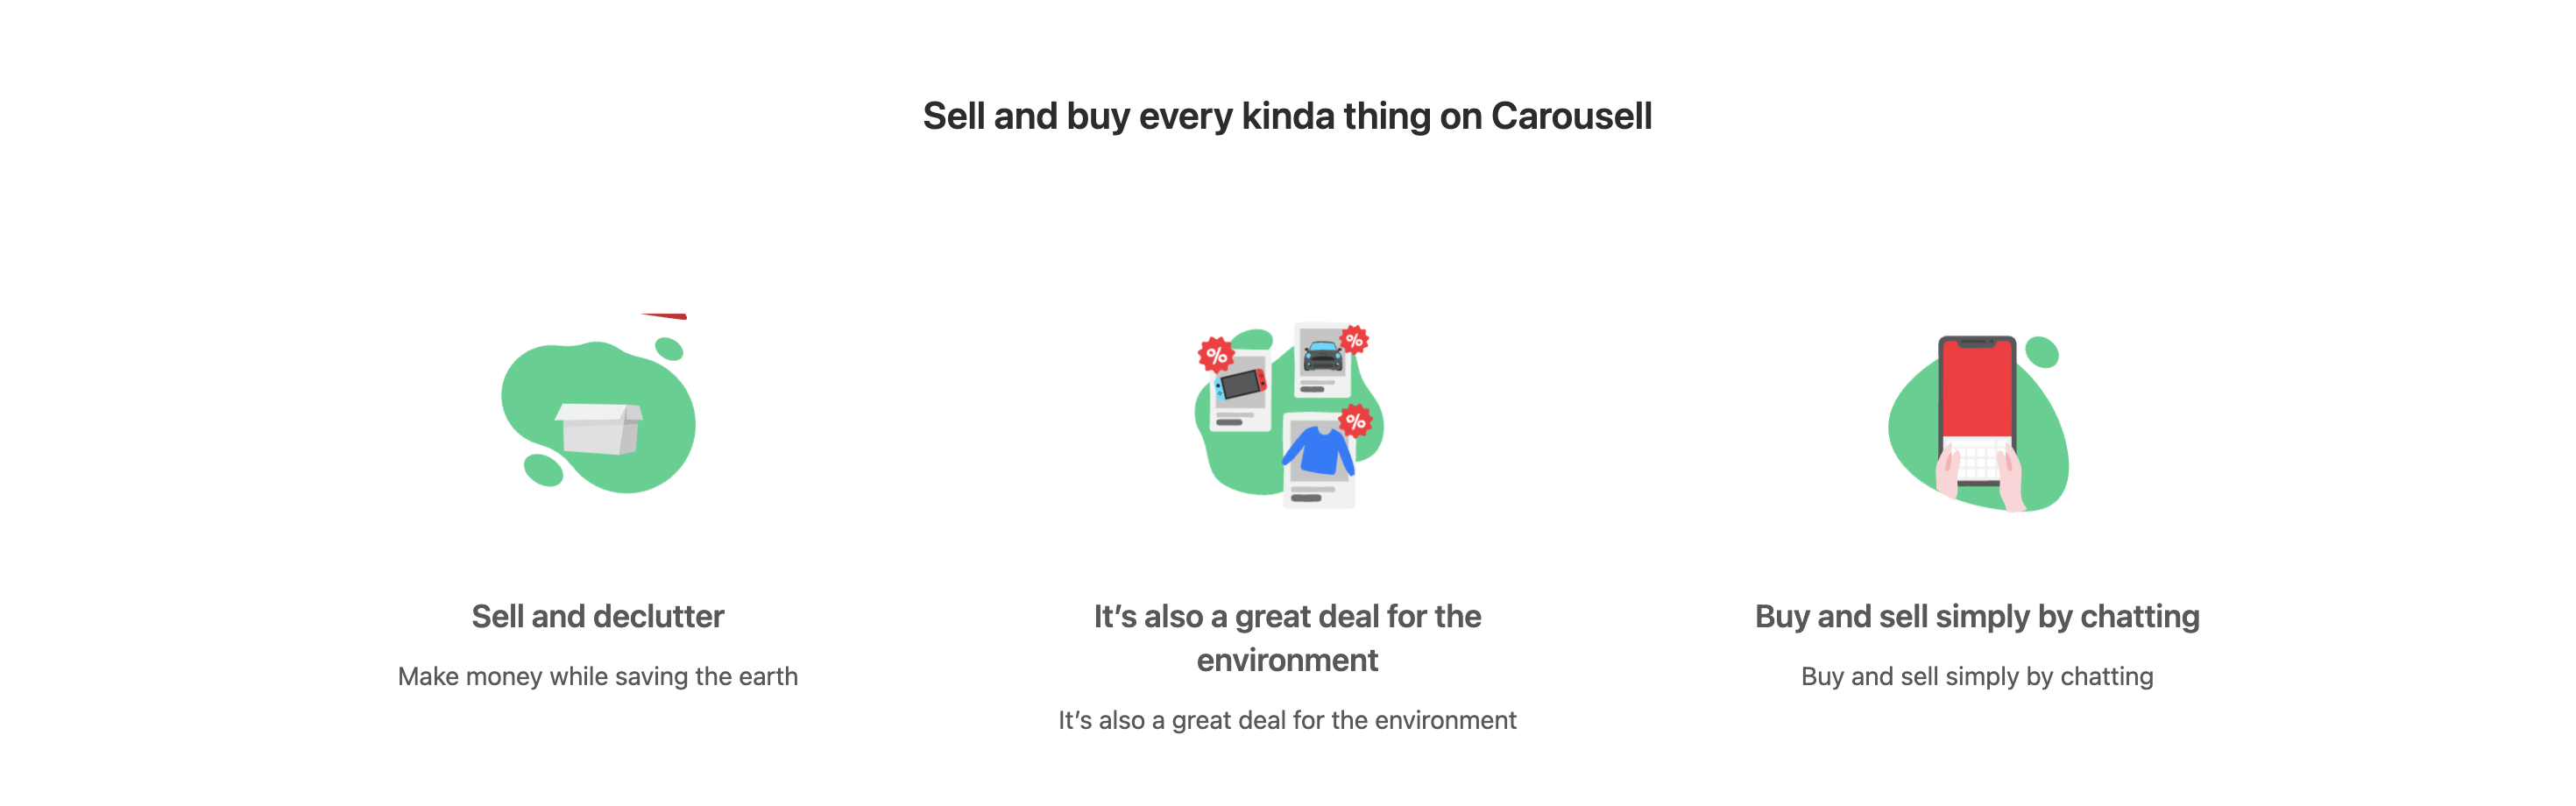 Sell and buy every kinda thing on Carousell
%
%
%
Sell and declutter
Make money while saving the earth
It’s also a great deal for the
environment
It’s also a great deal for the environment
Buy and sell simply by chatting
Buy and sell simply by chatting